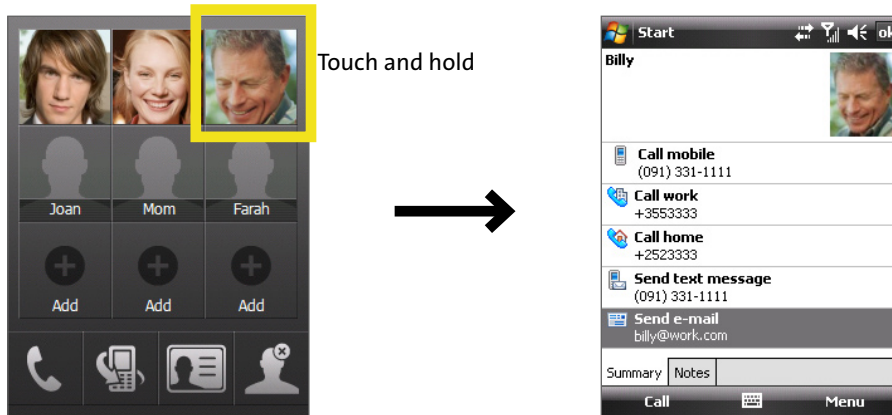 Touch and hold
Joan Mom Farah
Add Add Add
Start ok
Billy
Call mobile
(091) 331-1111
Call work
+3553333
Call home
+2523333
Send text message
(091) 331-1111
Send e-mail
billy@work.com
Summary Notes
Call Menu